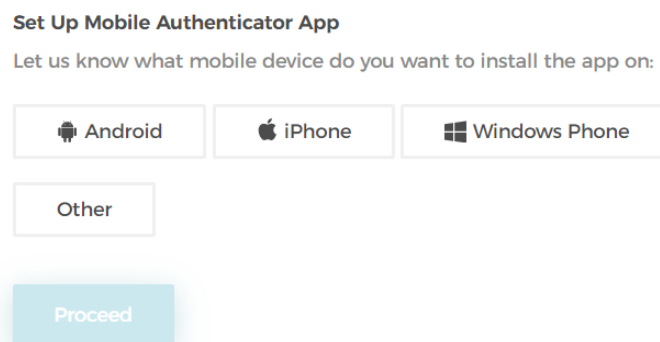 Set Up Mobile Authenticator App
Let us know what mobile device do you want to install the app on:
Android iPhone Windows Phone
Other
Proceed